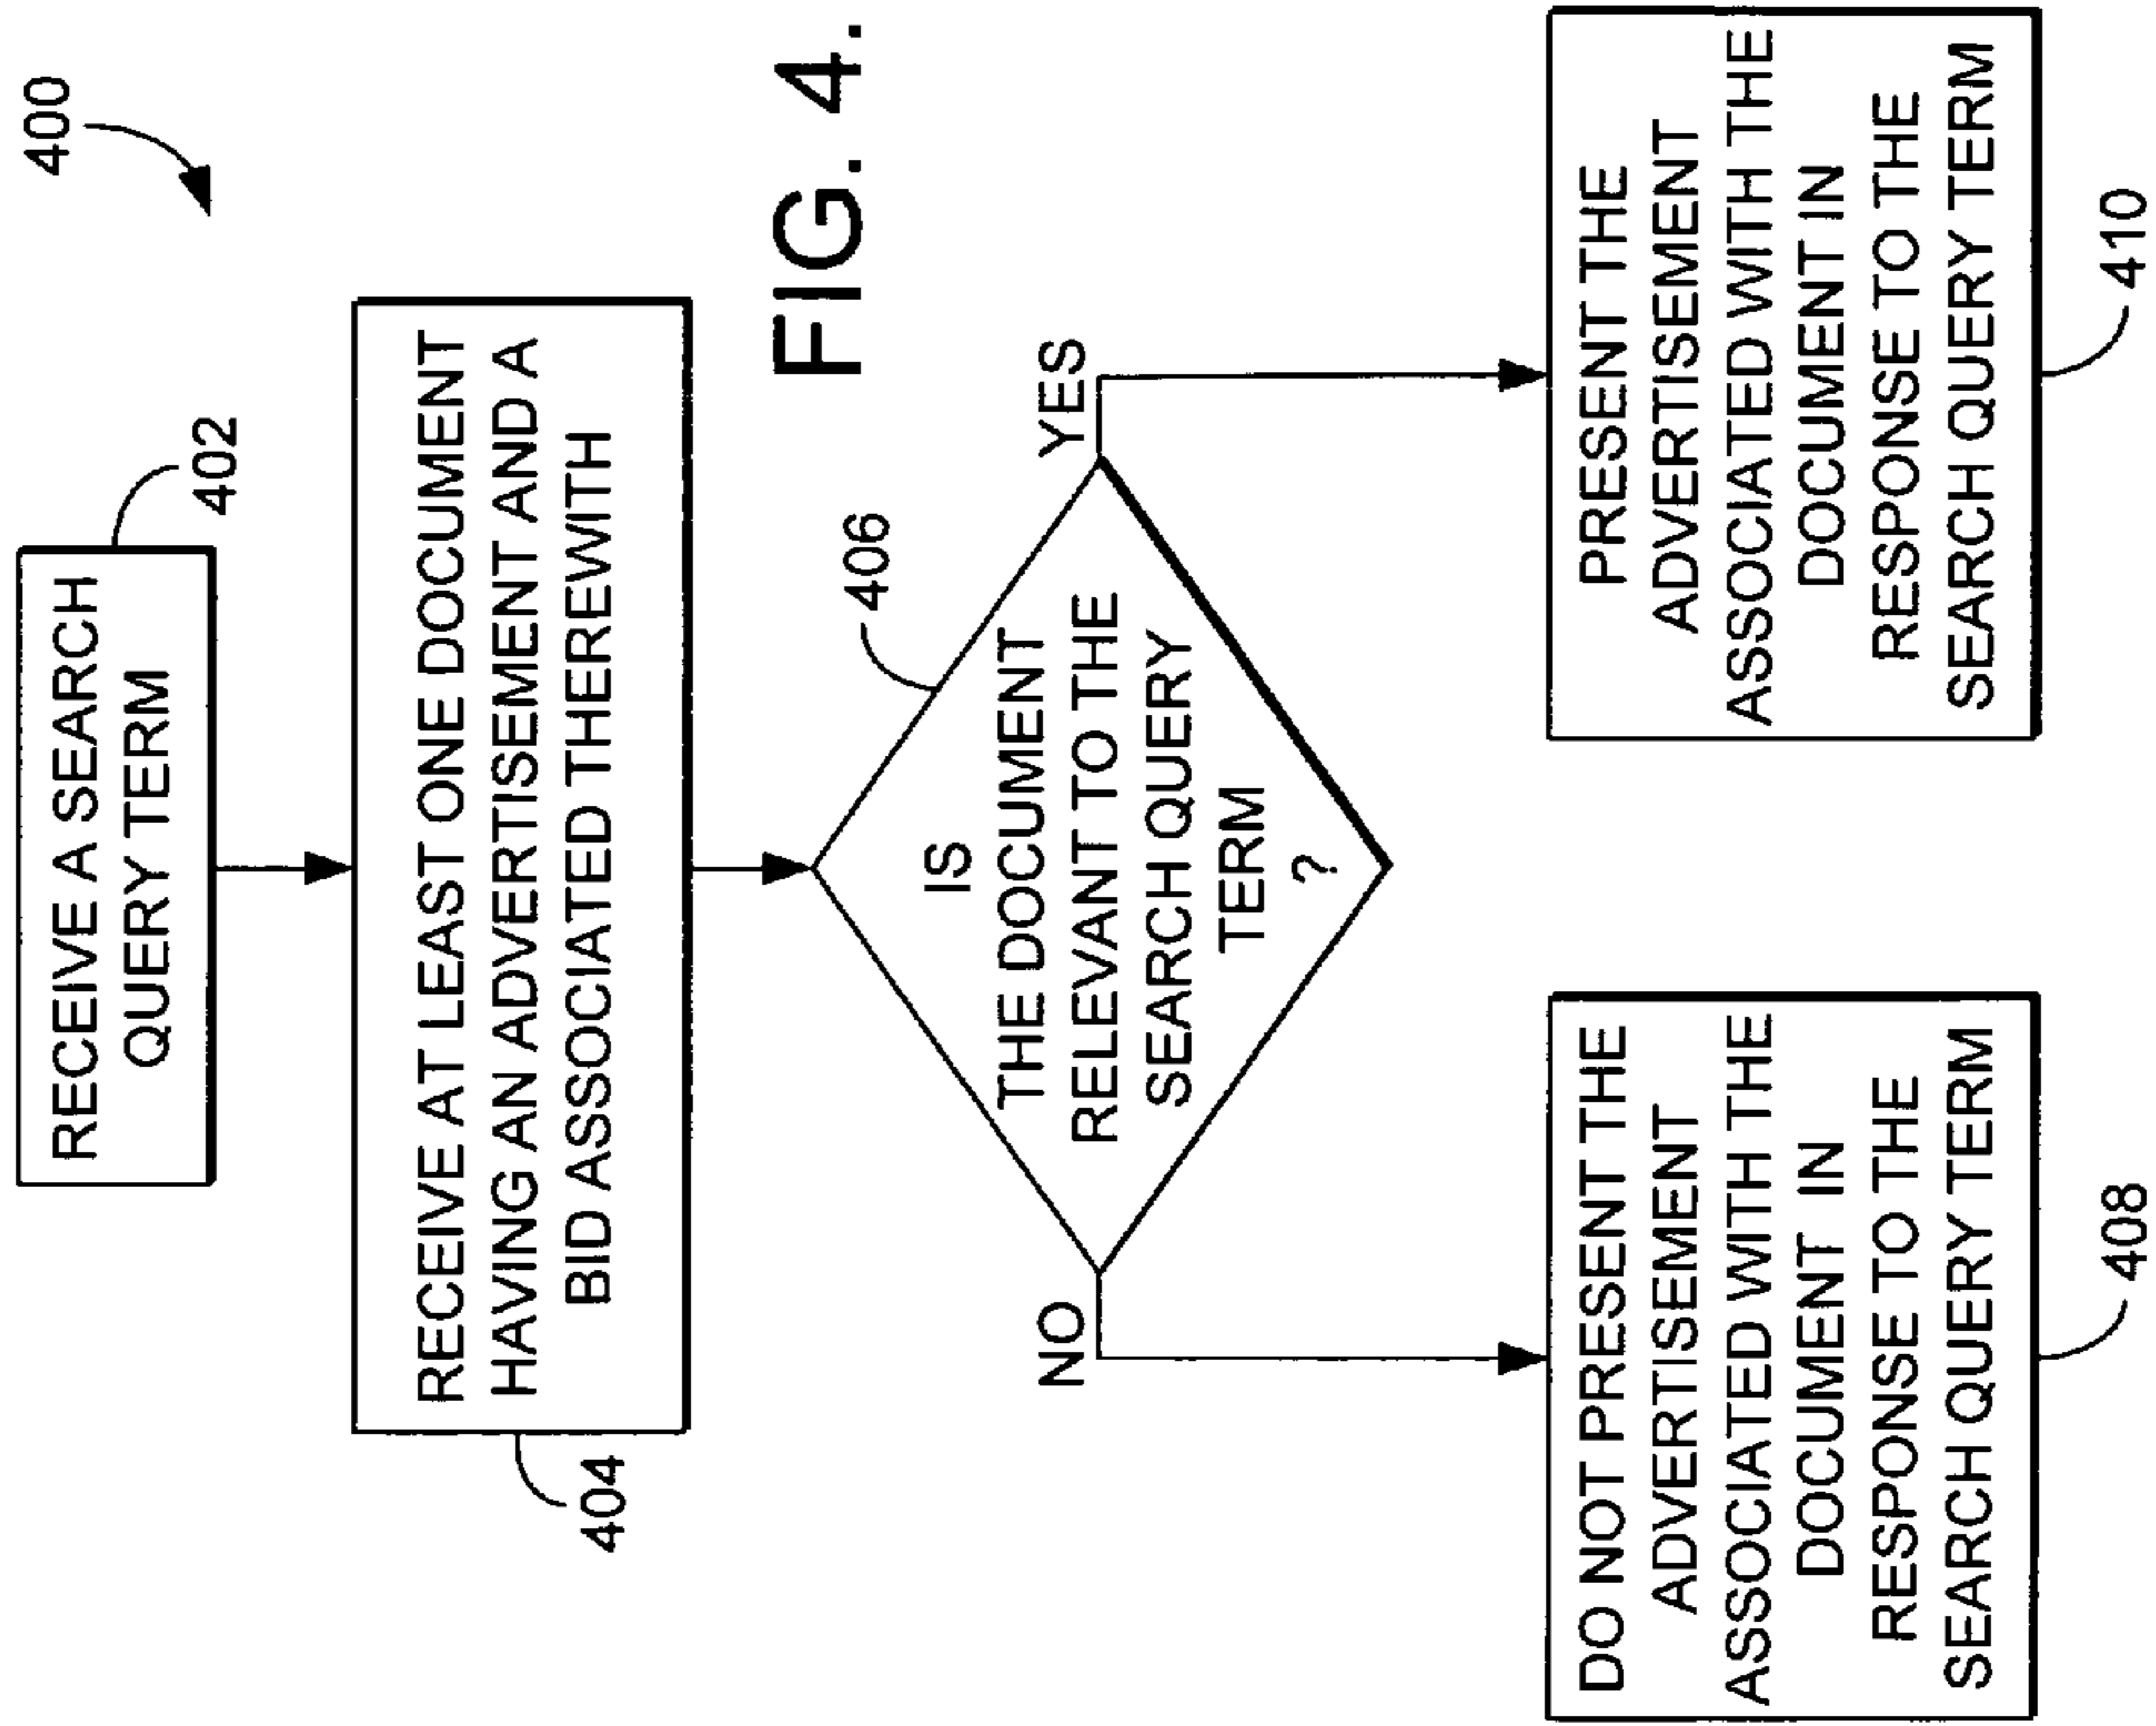 400
RECEIVE A SEARCH
QUERY TERM
402
RECEIVE AT LEAST ONE DOCUMENT
HAVING AN ADVERTISEMENT AND A
BID ASSOCIATED THEREWITH
404
FIG. 4.
406
IS
THE DOCUMENT
RELEVANT TO THE
SEARCH QUERY
TERM
?
NO
YES
DO NOT PRESENT THE
ADVERTISEMENT
ASSOCIATED WITH THE
DOCUMENT IN
RESPONSE TO THE
SEARCH QUERY TERM
408
PRESENT THE
ADVERTISEMENT
ASSOCIATED WITH THE
DOCUMENT IN
RESPONSE TO THE
SEARCH QUERY TERM
410